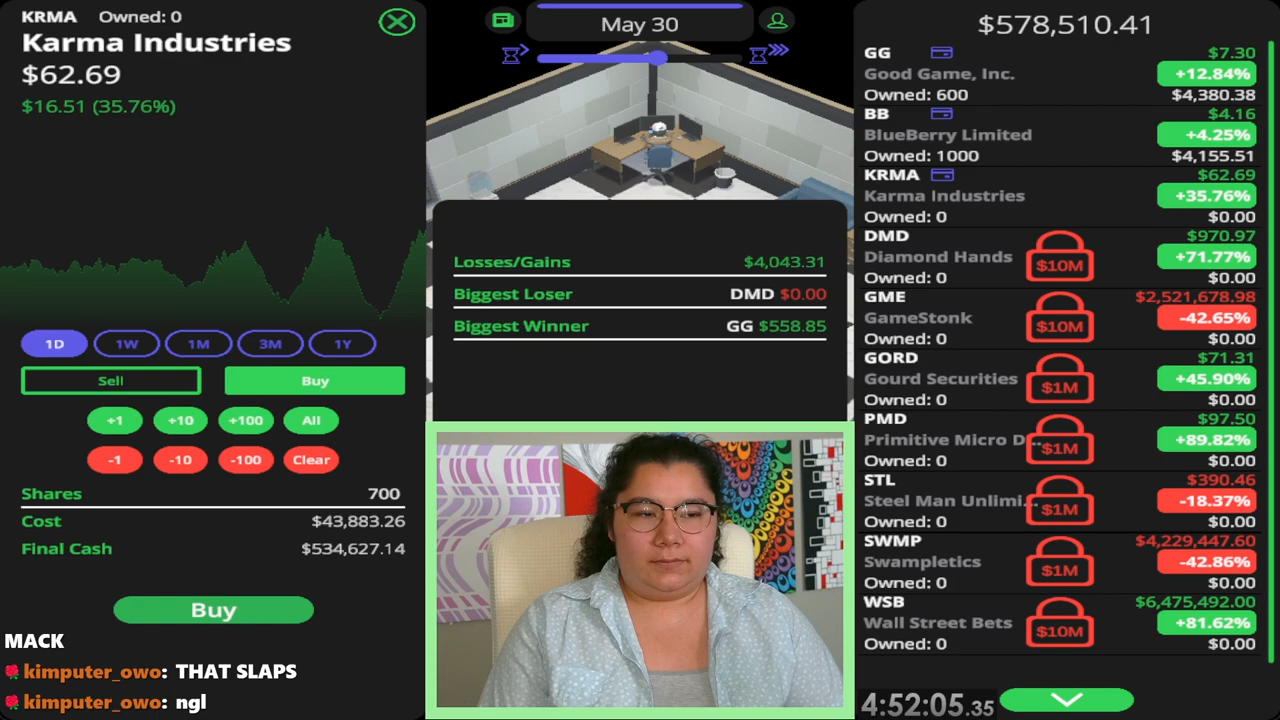 KRMA Owned: 0
Karma Industries
$62.69
$16.51 (35.76%)
1D 1W 1M 3M 1Y
Sell Buy
+1 +10 +100 All
-1 -10 -100 Clear
Shares 700
Cost $43,883.26
Final Cash $534,627.14
Buy
MACK
kimputer_owo: THAT SLAPS
kimputer_owo: ngl
May 30
Losses/Gains $4,043.31
Biggest Loser DMD $0.00
Biggest Winner GG $558.85
$578,510.41
GG $7.30
Good Game, Inc. +12.84%
Owned: 600 $4,380.38
BB $4.16
BlueBerry Limited +4.25%
Owned: 1000 $4,155.51
KRMA $62.69
Karma Industries +35.76%
Owned: 0 $0.00
DMD $970.97
Diamond Hands $10M +71.77%
Owned: 0 $0.00
GME $2,521,678.98
GameStonk $10M -42.65%
Owned: 0 $0.00
GORD $71.31
Gourd Securities $1M +45.90%
Owned: 0 $0.00
PMD $97.50
Primitive Micro D... $1M +89.82%
Owned: 0 $0.00
STL $390.46
Steel Man Unlimi... $1M -18.37%
Owned: 0 $0.00
SWMP $4,229,447.60
Swampletics $1M -42.86%
Owned: 0 $0.00
WSB $6,475,492.00
Wall Street Bets $10M +81.62%
Owned: 0 $0.00
4:52:05.35